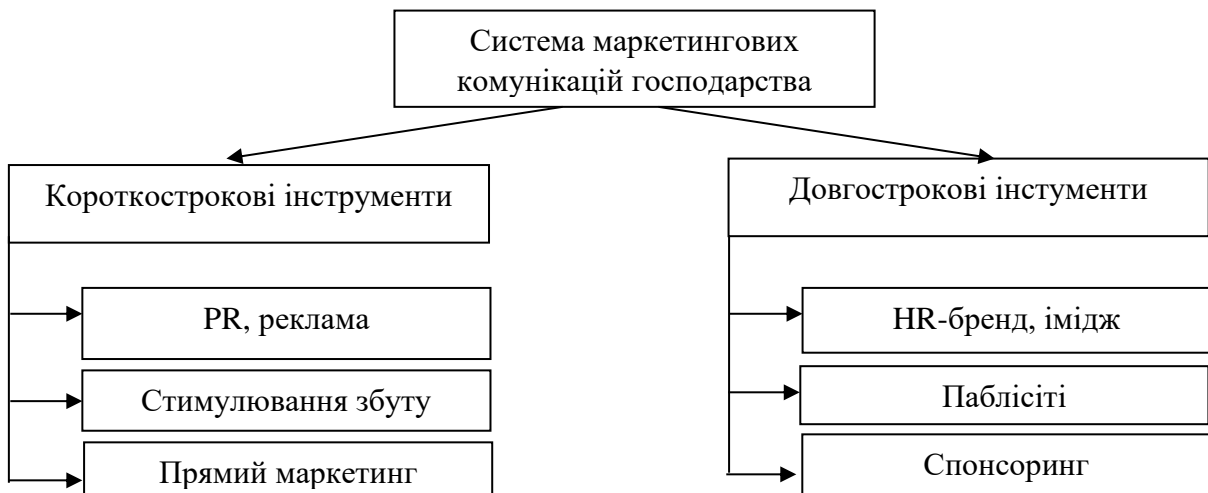 Система маркетингових
комунікацій господарства
Короткострокові інструменти
Довгострокові інстументи
PR, реклама
HR-бренд, імідж
Стимулювання збуту
Паблісіті
Прямий маркетинг
Спонсоринг